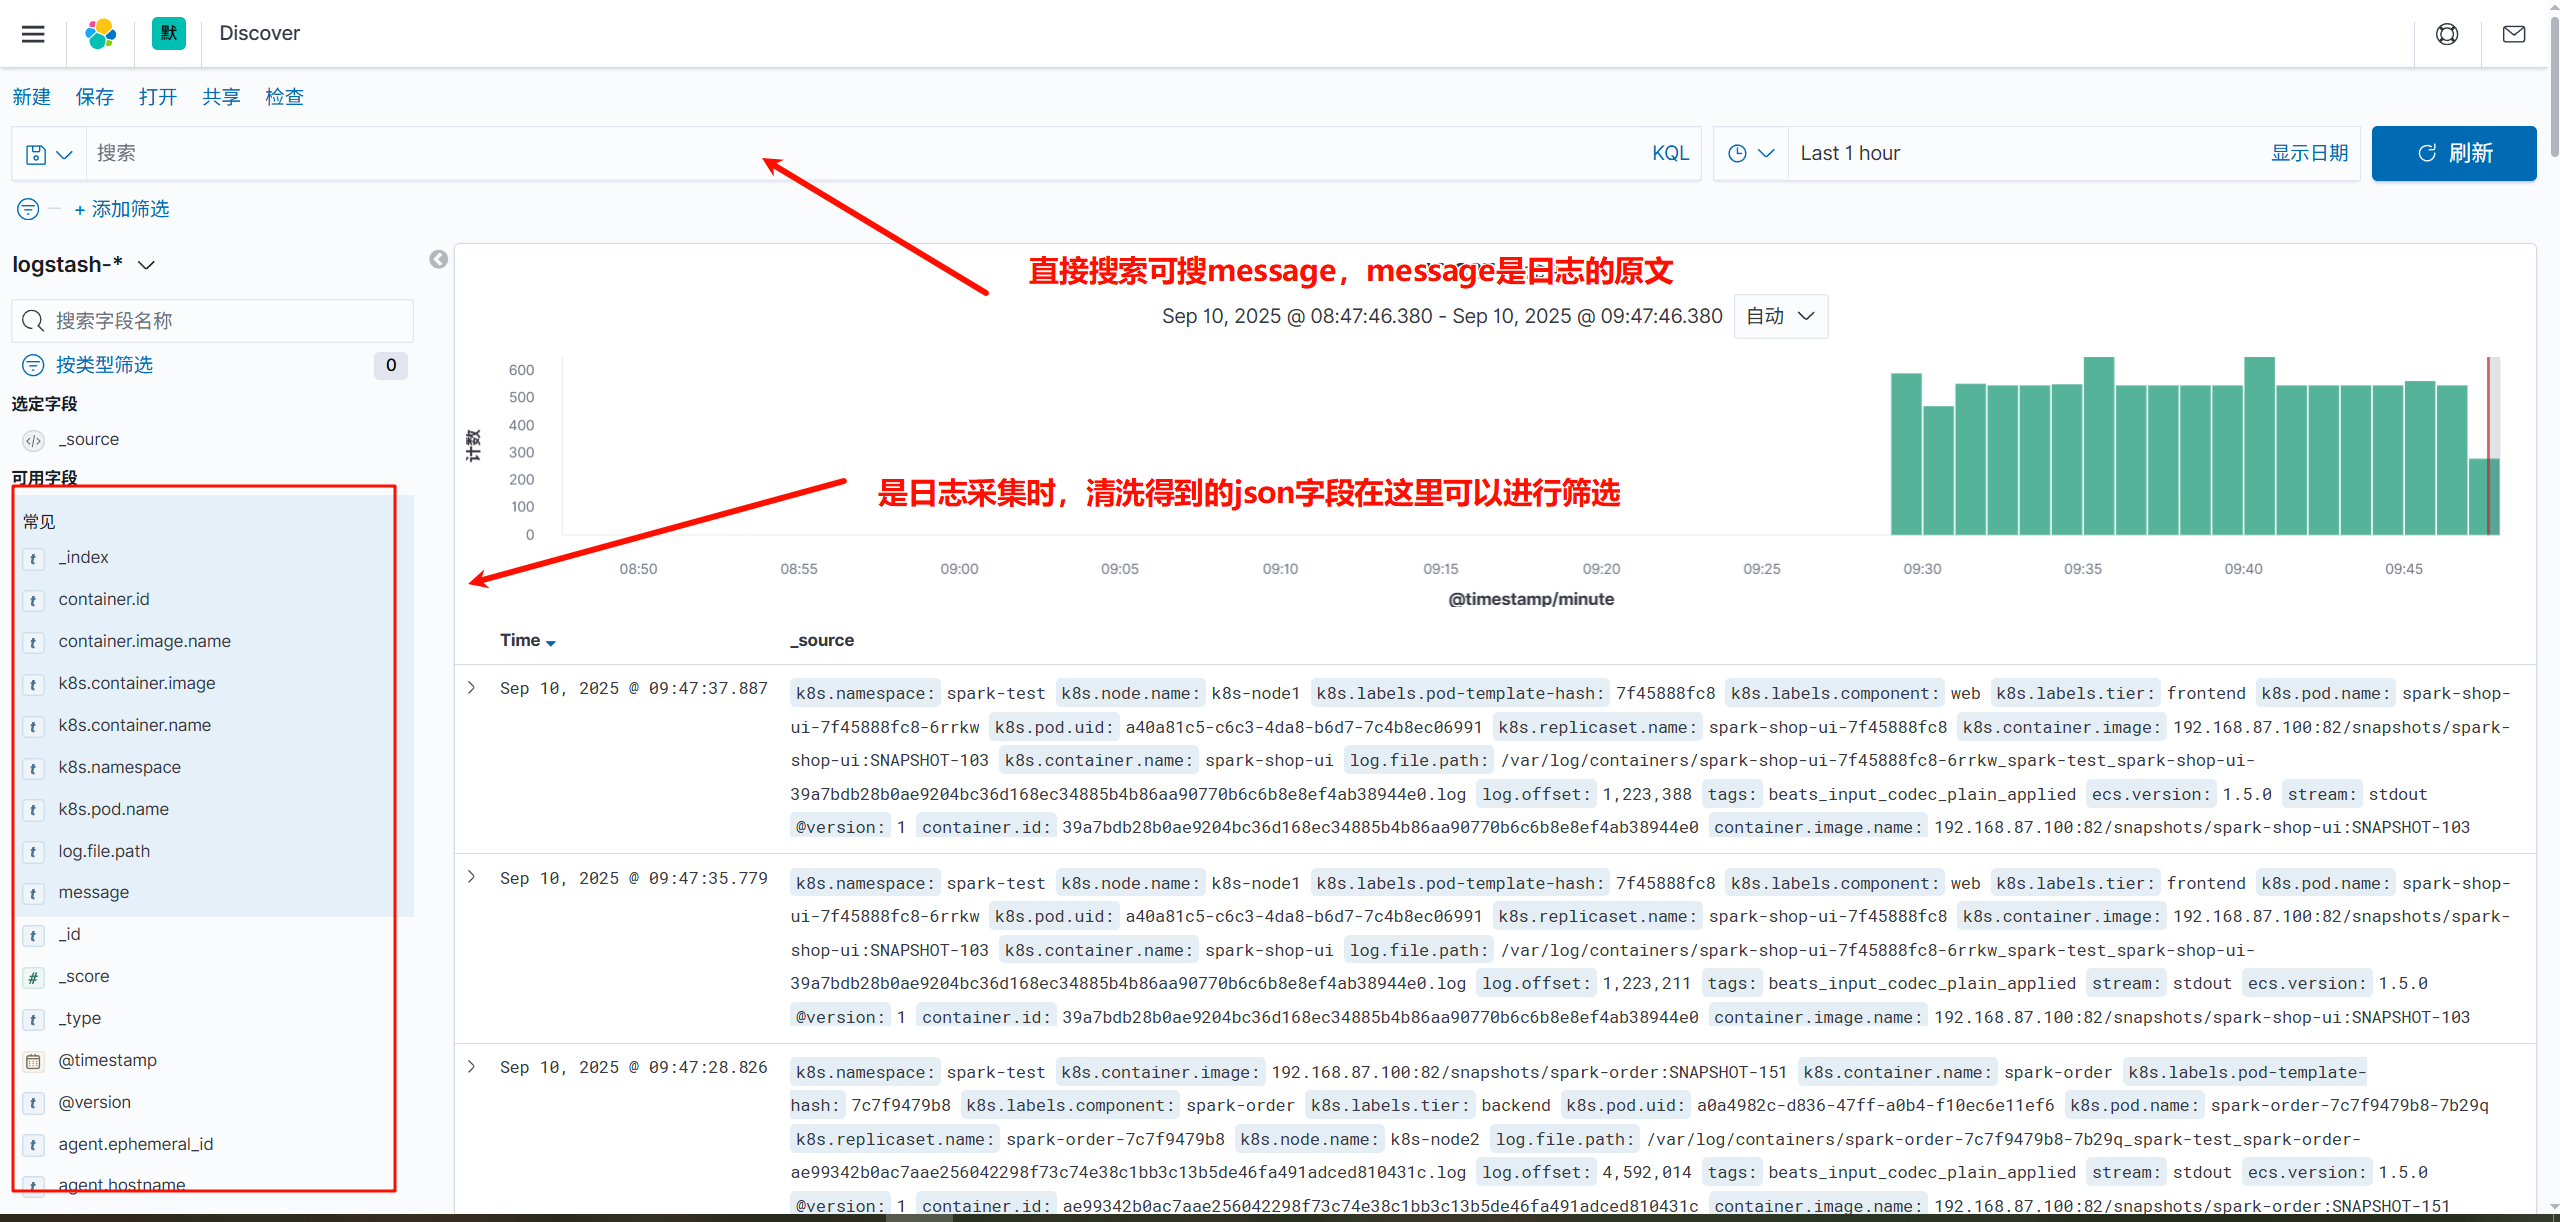 默
Discover
新建 保存 打开 共享 检查
搜索
KQL
Last 1 hour
显示日期
刷新
+ 添加筛选
logstash-*
直接搜索可搜message，message是日志的原文
Sep 10, 2025 @ 08:47:46.380 - Sep 10, 2025 @ 09:47:46.380
自动
搜索字段名称
按类型筛选
0
选定字段
_source
可用字段
常见
_index
container.id
container.image.name
k8s.container.image
k8s.container.name
k8s.namespace
k8s.pod.name
log.file.path
message
_id
_score
_type
@timestamp
@version
agent.ephemeral_id
agent.hostname
计数
600
500
400
300
200
100
0
是日志采集时，清洗得到的json字段在这里可以进行筛选
08:50 08:55 09:00 09:05 09:10 09:15 09:20 09:25 09:30 09:35 09:40 09:45
@timestamp/minute
Time _source
Sep 10, 2025 @ 09:47:37.887
k8s.namespace: spark-test k8s.node.name: k8s-node1 k8s.labels.pod-template-hash: 7f45888fc8 k8s.labels.component: web k8s.labels.tier: frontend k8s.pod.name: spark-shop-
ui-7f45888fc8-6rrkw k8s.pod.uid: a40a81c5-c6c3-4da8-b6d7-7c4b8ec06991 k8s.replicaset.name: spark-shop-ui-7f45888fc8 k8s.container.image: 192.168.87.100:82/snapshots/spark-
shop-ui:SNAPSHOT-103 k8s.container.name: spark-shop-ui log.file.path: /var/log/containers/spark-shop-ui-7f45888fc8-6rrkw_spark-test_spark-shop-ui-
39a7bdb28b0ae9204bc36d168ec34885b4b86aa90770b6c6b8e8ef4ab38944e0.log log.offset: 1,223,388 tags: beats_input_codec_plain_applied ecs.version: 1.5.0 stream: stdout
@version: 1 container.id: 39a7bdb28b0ae9204bc36d168ec34885b4b86aa90770b6c6b8e8ef4ab38944e0 container.image.name: 192.168.87.100:82/snapshots/spark-shop-ui:SNAPSHOT-103
Sep 10, 2025 @ 09:47:35.779
k8s.namespace: spark-test k8s.node.name: k8s-node1 k8s.labels.pod-template-hash: 7f45888fc8 k8s.labels.component: web k8s.labels.tier: frontend k8s.pod.name: spark-shop-
ui-7f45888fc8-6rrkw k8s.pod.uid: a40a81c5-c6c3-4da8-b6d7-7c4b8ec06991 k8s.replicaset.name: spark-shop-ui-7f45888fc8 k8s.container.image: 192.168.87.100:82/snapshots/spark-
shop-ui:SNAPSHOT-103 k8s.container.name: spark-shop-ui log.file.path: /var/log/containers/spark-shop-ui-7f45888fc8-6rrkw_spark-test_spark-shop-ui-
39a7bdb28b0ae9204bc36d168ec34885b4b86aa90770b6c6b8e8ef4ab38944e0.log log.offset: 1,223,211 tags: beats_input_codec_plain_applied stream: stdout ecs.version: 1.5.0
@version: 1 container.id: 39a7bdb28b0ae9204bc36d168ec34885b4b86aa90770b6c6b8e8ef4ab38944e0 container.image.name: 192.168.87.100:82/snapshots/spark-shop-ui:SNAPSHOT-103
Sep 10, 2025 @ 09:47:28.826
k8s.namespace: spark-test k8s.container.image: 192.168.87.100:82/snapshots/spark-order:SNAPSHOT-151 k8s.container.name: spark-order k8s.labels.pod-template-
hash: 7c7f9479b8 k8s.labels.component: spark-order k8s.labels.tier: backend k8s.pod.uid: a0a4982c-d836-47ff-a0b4-f10ec6e11ef6 k8s.pod.name: spark-order-7c7f9479b8-7b29q
k8s.replicaset.name: spark-order-7c7f9479b8 k8s.node.name: k8s-node2 log.file.path: /var/log/containers/spark-order-7c7f9479b8-7b29q_spark-test_spark-order-
ae99342b0ac7aae256042298f73c74e38c1bb3c13b5de46fa491adced810431c.log log.offset: 4,592,014 tags: beats_input_codec_plain_applied stream: stdout ecs.version: 1.5.0
@version: 1 container.id: ae99342b0ac7aae256042298f73c74e38c1bb3c13b5de46fa491adced810431c container.image.name: 192.168.87.100:82/snapshots/spark-order:SNAPSHOT-151